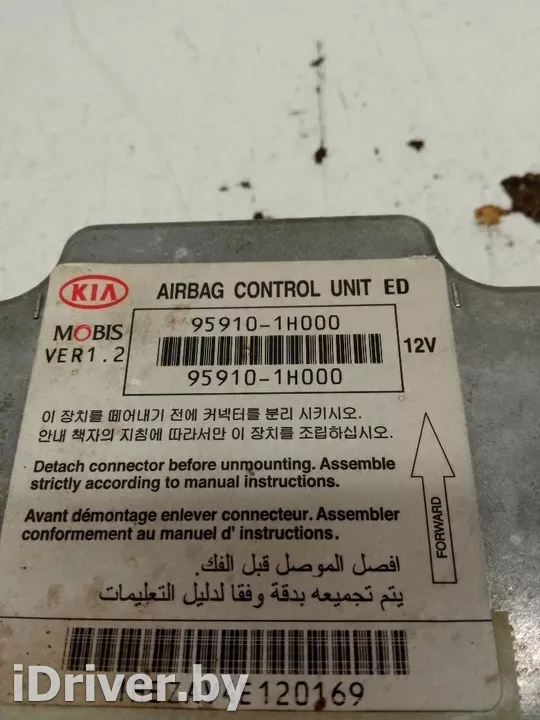 KIA AIRBAG CONTROL UNIT ED
MOBIS
VER1.2
95910-1H000
12V
95910-1H000
이 장치를 떼어내기 전에 커넥터를 분리 시키시오.
안내 책자의 지침에 따라서만 이 장치를 조립하십시오.
Detach connector before unmounting. Assemble
strictly according to manual instructions.
Avant démontage enlever connecteur. Assembler
conformement au manuel d' instructions.
FORWARD
افصل الموصل قبل الفك.
يتم تجميعه بدقة وفقا لدليل التعليمات
E120169
iDriver.by